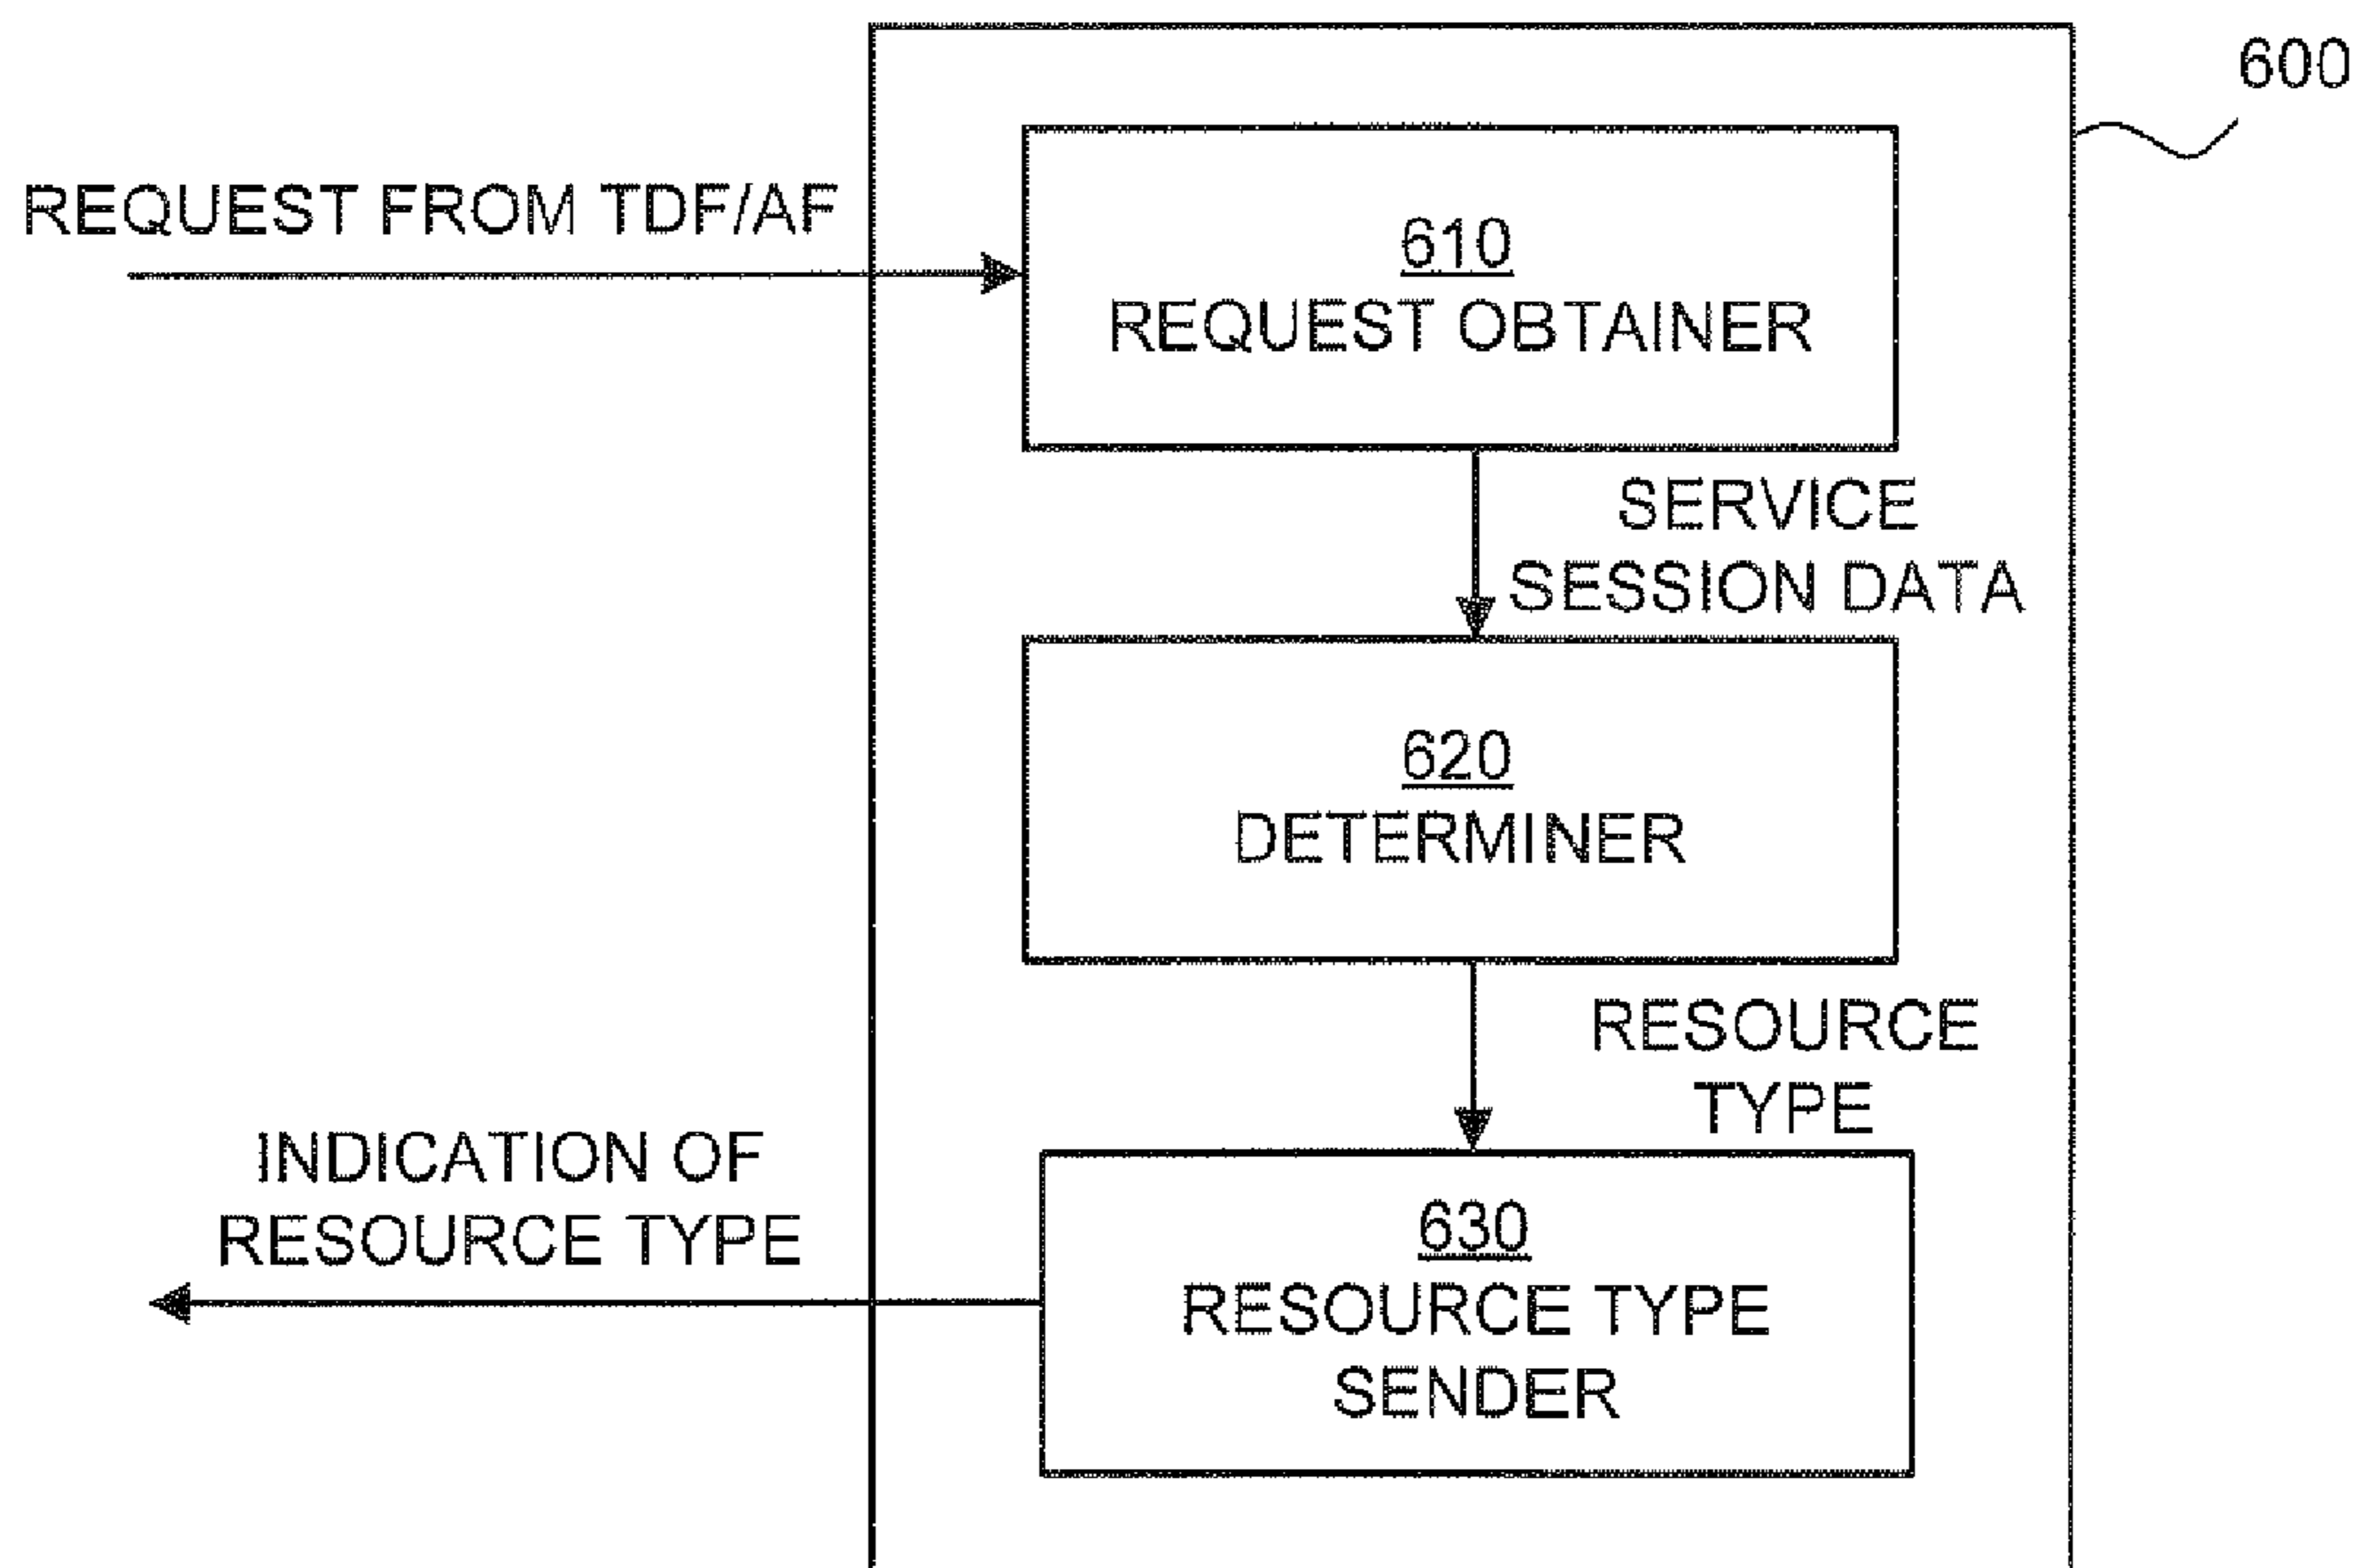 600
REQUEST FROM TDF/AF
610
REQUEST OBTAINER
SERVICE
SESSION DATA
620
DETERMINER
RESOURCE
TYPE
INDICATION OF
RESOURCE TYPE
630
RESOURCE TYPE
SENDER